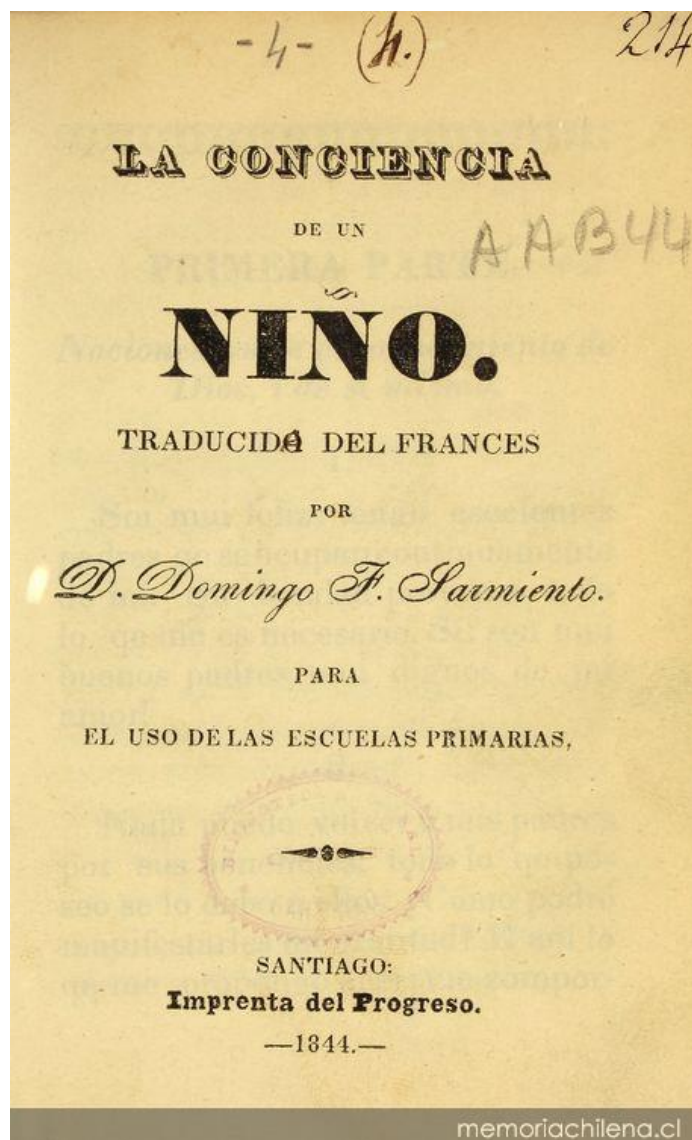 -4- (h.) 214
LA CONCIENCIA
DE UN
AAB44
NIÑO.
TRADUCIDA DEL FRANCES
POR
D. Domingo F. Sarmiento.
PARA
EL USO DE LAS ESCUELAS PRIMARIAS,
SANTIAGO:
Imprenta del Progreso.
—1844.—
memoriachilena.cl